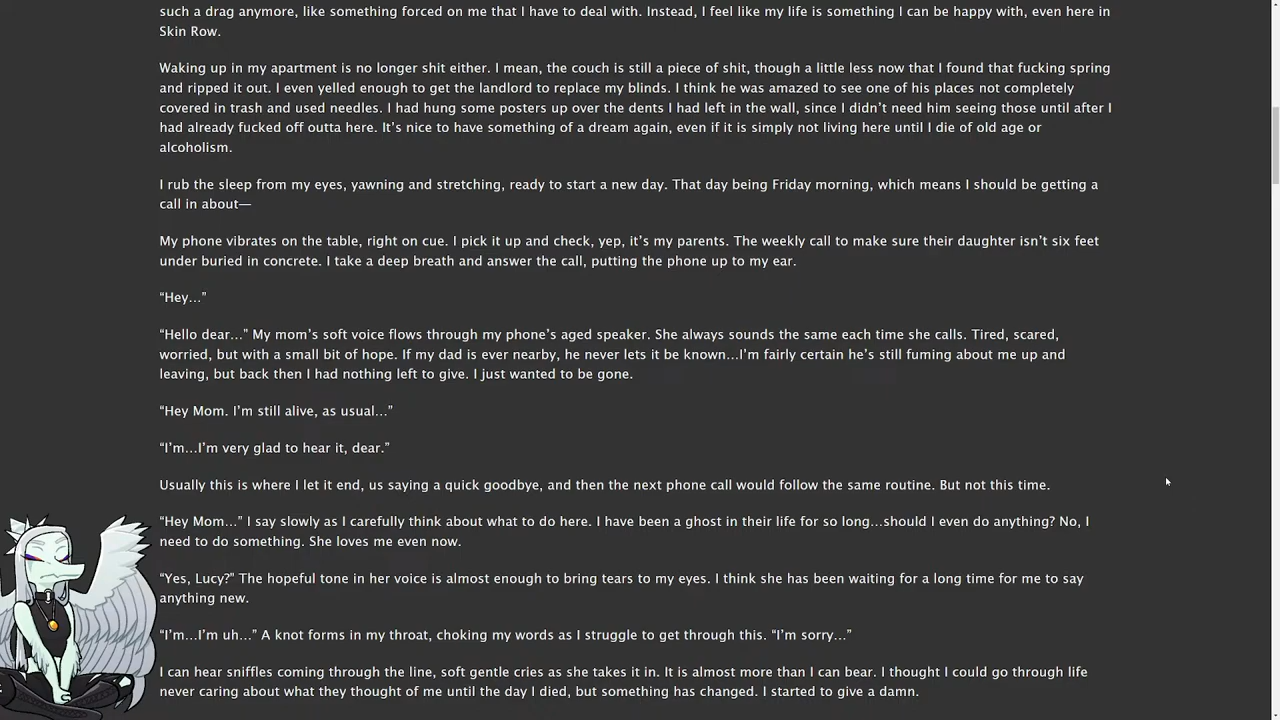 such a drag anymore, like something forced on me that I have to deal with. Instead, I feel like my life is something I can be happy with, even here in
Skin Row.
Waking up in my apartment is no longer shit either. I mean, the couch is still a piece of shit, though a little less now that I found that fucking spring
and ripped it out. I even yelled enough to get the landlord to replace my blinds. I think he was amazed to see one of his places not completely
covered in trash and used needles. I had hung some posters up over the dents I had left in the wall, since I didn’t need him seeing those until after I
had already fucked off outta here. It’s nice to have something of a dream again, even if it is simply not living here until I die of old age or
alcoholism.
I rub the sleep from my eyes, yawning and stretching, ready to start a new day. That day being Friday morning, which means I should be getting a
call in about—
My phone vibrates on the table, right on cue. I pick it up and check, yep, it’s my parents. The weekly call to make sure their daughter isn’t six feet
under buried in concrete. I take a deep breath and answer the call, putting the phone up to my ear.
“Hey…”
“Hello dear…” My mom’s soft voice flows through my phone’s aged speaker. She always sounds the same each time she calls. Tired, scared,
worried, but with a small bit of hope. If my dad is ever nearby, he never lets it be known…I’m fairly certain he’s still fuming about me up and
leaving, but back then I had nothing left to give. I just wanted to be gone.
“Hey Mom. I’m still alive, as usual…”
“I’m…I’m very glad to hear it, dear.”
Usually this is where I let it end, us saying a quick goodbye, and then the next phone call would follow the same routine. But not this time.
“Hey Mom…” I say slowly as I carefully think about what to do here. I have been a ghost in their life for so long…should I even do anything? No, I
need to do something. She loves me even now.
“Yes, Lucy?” The hopeful tone in her voice is almost enough to bring tears to my eyes. I think she has been waiting for a long time for me to say
anything new.
“I’m…I’m uh…” A knot forms in my throat, choking my words as I struggle to get through this. “I’m sorry…”
I can hear sniffles coming through the line, soft gentle cries as she takes it in. It is almost more than I can bear. I thought I could go through life
never caring about what they thought of me until the day I died, but something has changed. I started to give a damn.